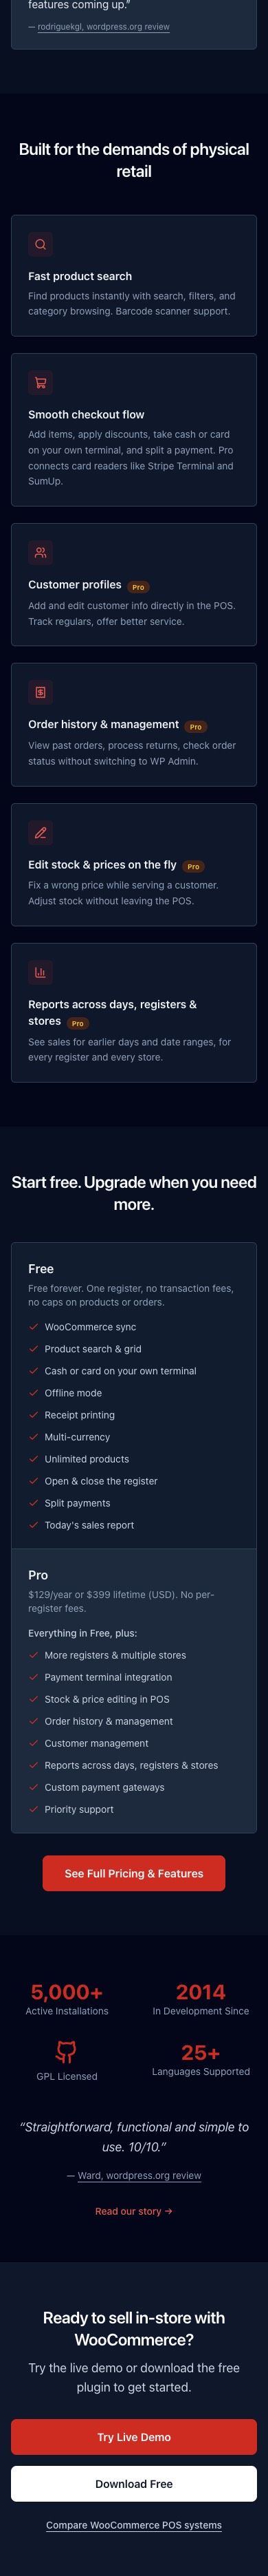 features coming up."
— rodriguekgl, wordpress.org review
Built for the demands of physical
retail
Fast product search
Find products instantly with search, filters, and
category browsing. Barcode scanner support.
Smooth checkout flow
Add items, apply discounts, take cash or card
on your own terminal, and split a payment. Pro
connects card readers like Stripe Terminal and
SumUp.
Customer profiles Pro
Add and edit customer info directly in the POS.
Track regulars, offer better service.
Order history & management Pro
View past orders, process returns, check order
status without switching to WP Admin.
Edit stock & prices on the fly Pro
Fix a wrong price while serving a customer.
Adjust stock without leaving the POS.
Reports across days, registers &
stores Pro
See sales for earlier days and date ranges, for
every register and every store.
Start free. Upgrade when you need
more.
Free
Free forever. One register, no transaction fees,
no caps on products or orders.
WooCommerce sync
Product search & grid
Cash or card on your own terminal
Offline mode
Receipt printing
Multi-currency
Unlimited products
Open & close the register
Split payments
Today's sales report
Pro
$129/year or $399 lifetime (USD). No per-
register fees.
Everything in Free, plus:
More registers & multiple stores
Payment terminal integration
Stock & price editing in POS
Order history & management
Customer management
Reports across days, registers & stores
Custom payment gateways
Priority support
See Full Pricing & Features
5,000+
Active Installations
2014
In Development Since
GPL Licensed
25+
Languages Supported
“Straightforward, functional and simple to
use. 10/10.”
— Ward, wordpress.org review
Read our story →
Ready to sell in-store with
WooCommerce?
Try the live demo or download the free
plugin to get started.
Try Live Demo
Download Free
Compare WooCommerce POS systems